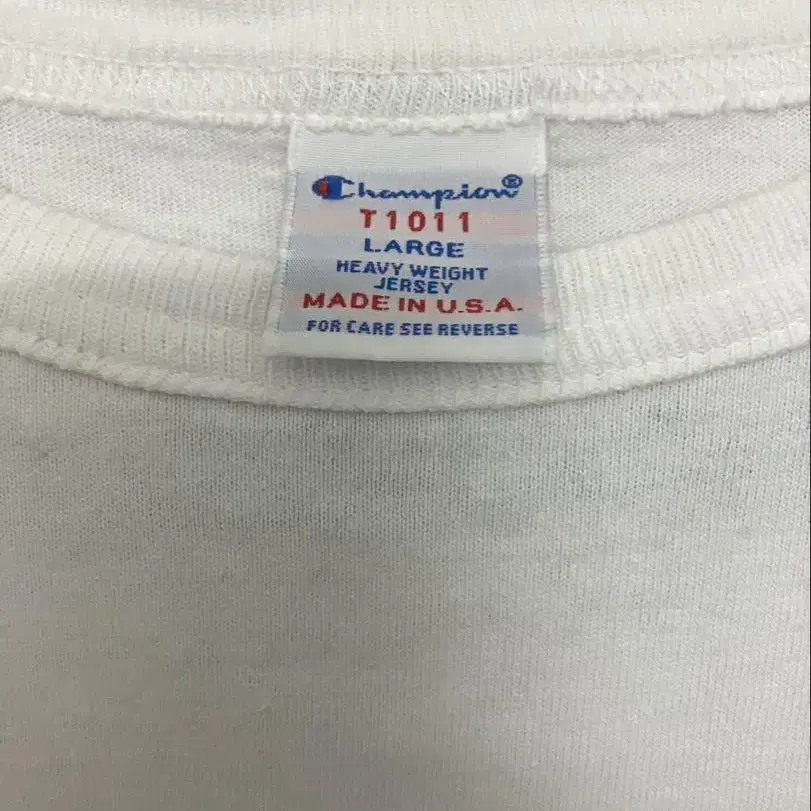 Champion®
T1011
LARGE
HEAVY WEIGHT
JERSEY
MADE IN U.S.A.
FOR CARE SEE REVERSE